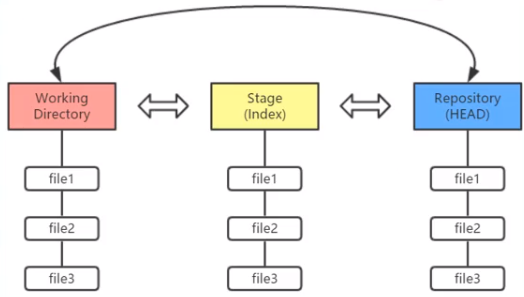 Working
Directory
Stage
(Index)
Repository
(HEAD)
file1
file1
file1
file2
file2
file2
file3
file3
file3